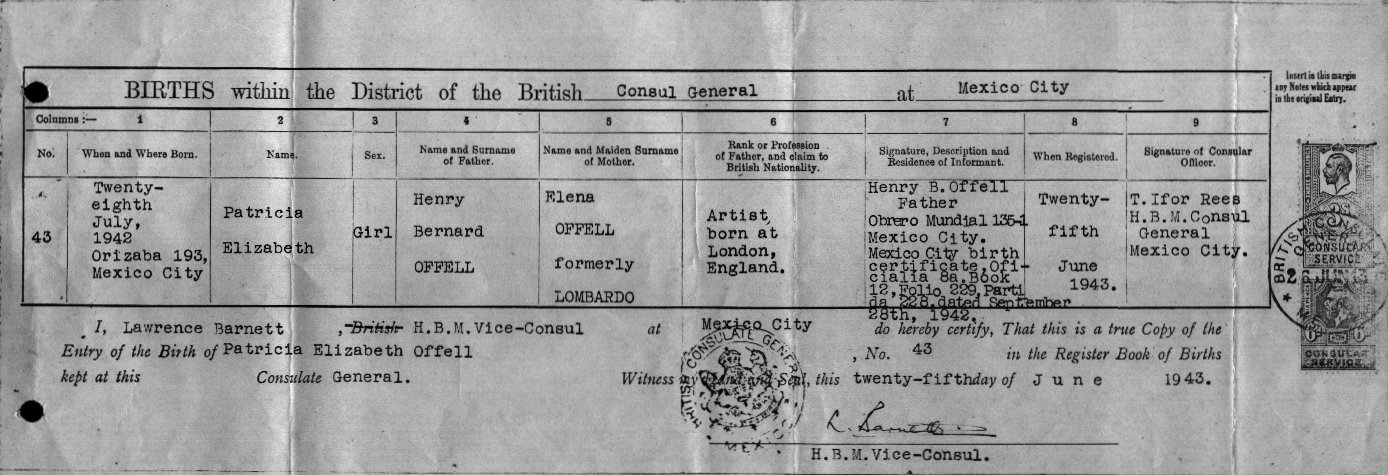 Insert in this margin
any Notes which appear
in the original Entry.
BIRTHS within the District of the British Consul General at Mexico City
Columns :— 1 2 3 4 5 6 7 8 9
No.
When and Where Born.
Name.
Sex.
Name and Surname
of Father.
Name and Maiden Surname
of Mother.
Rank or Profession
of Father, and claim to
British Nationality.
Signature, Description and
Residence of Informant.
When Registered.
Signature of Consular
Officer.
43
Twenty-
eighth
July,
1942
Orizaba 193,
Mexico City
Patricia
Elizabeth
Girl
Henry
Bernard
OFFELL
Elena
OFFELL
formerly
LOMBARDO
Artist
born at
London,
England.
Henry B. Offell
Father
Obrero Mundial 135-1
Mexico City.
Mexico City birth
certificate, Ofi-
cialia 8a, Book
12, Folio 229, Parti
da 228, dated September
28th, 1942.
Twenty-
fifth
June
1943.
T. Ifor Rees
H.B.M. Consul
General
Mexico City.
I, Lawrence Barnett , British H.B.M. Vice-Consul at Mexico City do hereby certify, That this is a true Copy of the
Entry of the Birth of Patricia Elizabeth Offell , No. 43 in the Register Book of Births
kept at this Consulate General. Witness my Hand and Seal, this twenty-fifth day of June 1943.
L. Barnett
H.B.M. Vice-Consul.
BRITISH CONSULATE GENERAL
MEXICO
CONSULAR
SERVICE
CONSULAR
SERVICE